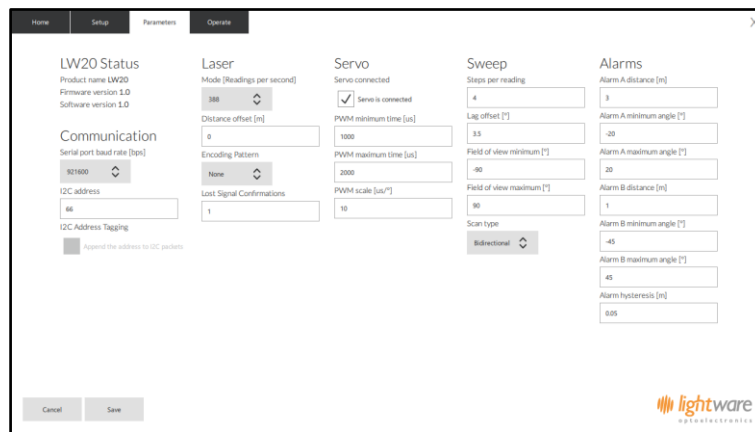 Home
Setup
Parameters
Operate
LW20 Status
Product name LW20
Firmware version 1.0
Software version 1.0
Communication
Serial port baud rate [bps]
921600
I2C address
66
I2C Address Tagging
Append the address to I2C packets
Laser
Mode [Readings per second]
388
Distance offset [m]
0
Encoding Pattern
None
Lost Signal Confirmations
1
Servo
Servo connected
Servo is connected
PWM minimum time [us]
1000
PWM maximum time [us]
2000
PWM scale [us/°]
10
Sweep
Steps per reading
4
Lag offset [°]
3.5
Field of view minimum [°]
-90
Field of view maximum [°]
90
Scan type
Bidirectional
Alarms
Alarm A distance [m]
3
Alarm A minimum angle [°]
-20
Alarm A maximum angle [°]
20
Alarm B distance [m]
1
Alarm B minimum angle [°]
-45
Alarm B maximum angle [°]
45
Alarm hysteresis [m]
0.05
Cancel
Save
lightware
optoelectronics